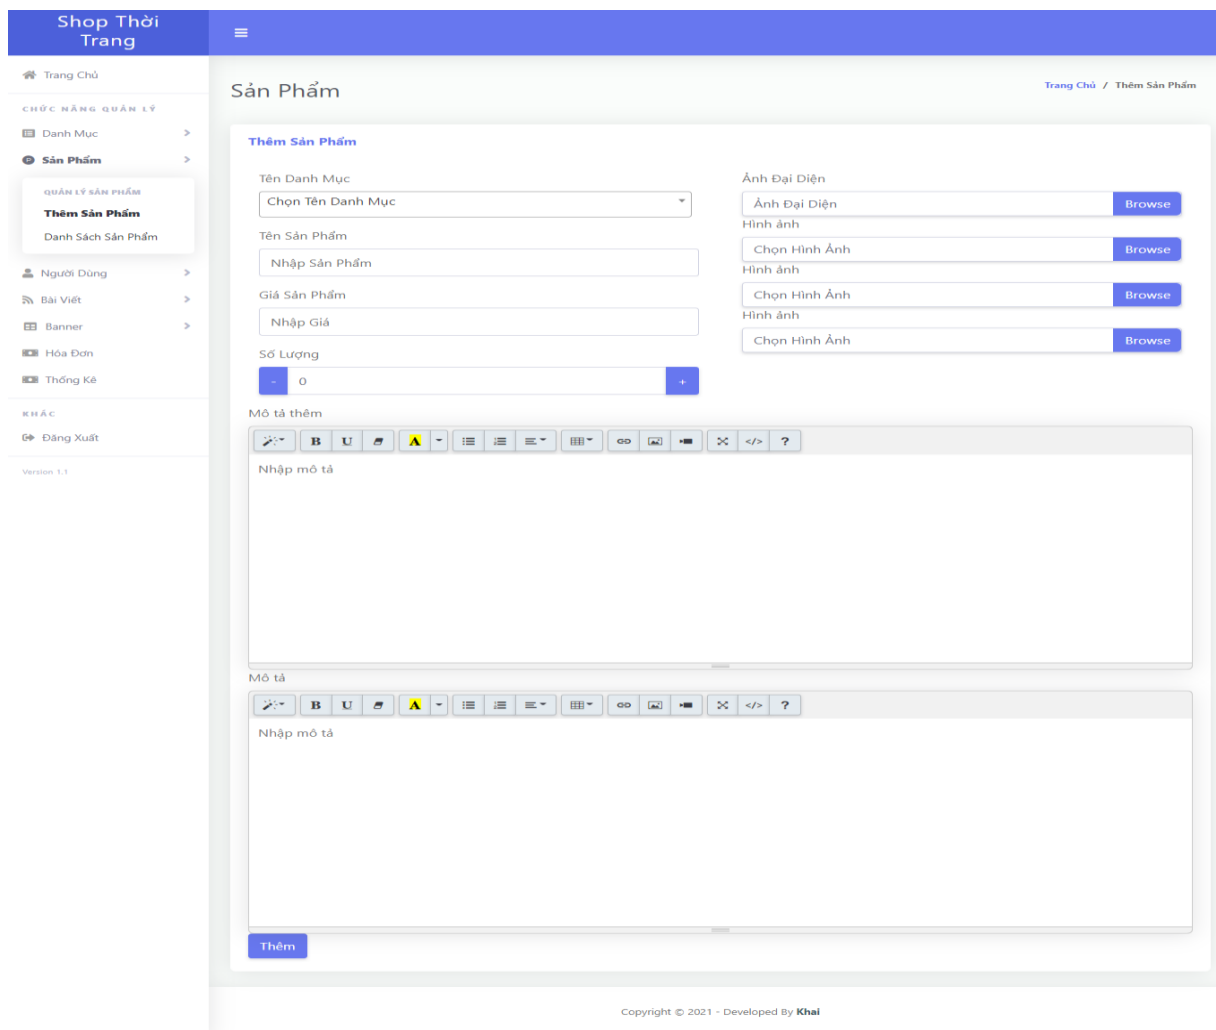 Shop Thời
Trang
Trang Chủ
CHỨC NĂNG QUẢN LÝ
Danh Mục
Sản Phẩm
QUẢN LÝ SẢN PHẨM
Thêm Sản Phẩm
Danh Sách Sản Phẩm
Người Dùng
Bài Viết
Banner
Hóa Đơn
Thống Kê
KHÁC
Đăng Xuất
Version 1.1
Sản Phẩm
Trang Chủ / Thêm Sản Phẩm
Thêm Sản Phẩm
Tên Danh Mục
Chọn Tên Danh Mục
Tên Sản Phẩm
Nhập Sản Phẩm
Giá Sản Phẩm
Nhập Giá
Số Lượng
- 0 +
Ảnh Đại Diện
Ảnh Đại Diện Browse
Hình ảnh
Chọn Hình Ảnh Browse
Hình ảnh
Chọn Hình Ảnh Browse
Hình ảnh
Chọn Hình Ảnh Browse
Mô tả thêm
B U A </> ?
Nhập mô tả
Mô tả
B U A </> ?
Nhập mô tả
Thêm
Copyright © 2021 - Developed By Khai